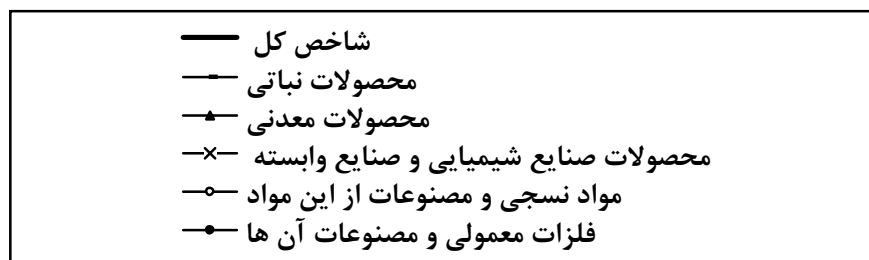 شاخص کل
محصولات نباتی
محصولات معدنی
محصولات صنایع شیمیایی و صنایع وابسته
مواد نسجی و مصنوعات از این مواد
فلزات معمولی و مصنوعات آن ها